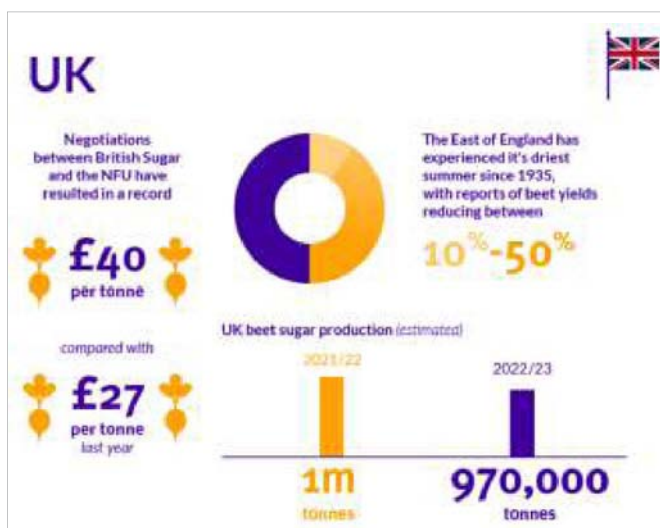 UK
Negotiations
between British Sugar
and the NFU have
resulted in a record
£40
per tonne
compared with
£27
per tonne
last year
The East of England has
experienced it's driest
summer since 1935,
with reports of beet yields
reducing between
10%-50%
UK beet sugar production (estimated)
2021/22
2022/23
1m
970,000
tonnes
tonnes